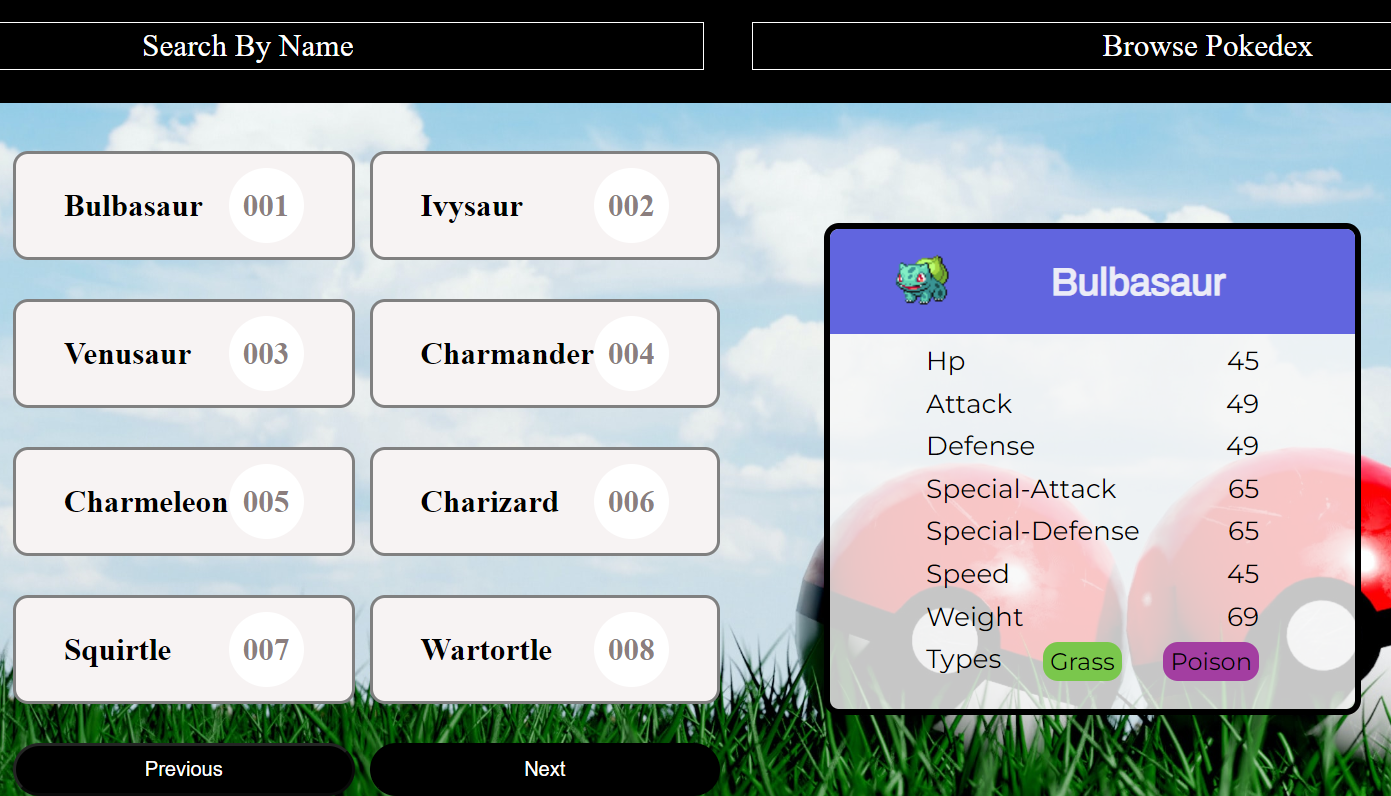 Search By Name
Browse Pokedex
Bulbasaur 001
Ivysaur 002
Venusaur 003
Charmander 004
Charmeleon 005
Charizard 006
Squirtle 007
Wartortle 008
Previous
Next
Bulbasaur
Hp 45
Attack 49
Defense 49
Special-Attack 65
Special-Defense 65
Speed 45
Weight 69
Types Grass Poison